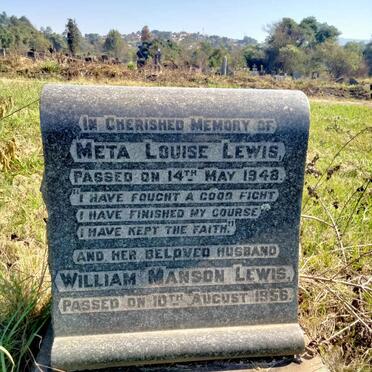 IN CHERISHED MEMORY OF
META LOUISE LEWIS,
PASSED ON 14TH MAY 1948
"I HAVE FOUGHT A GOOD FIGHT
I HAVE FINISHED MY COURSE
I HAVE KEPT THE FAITH"
AND HER BELOVED HUSBAND
WILLIAM MANSON LEWIS,
PASSED ON 10TH AUGUST 1956.